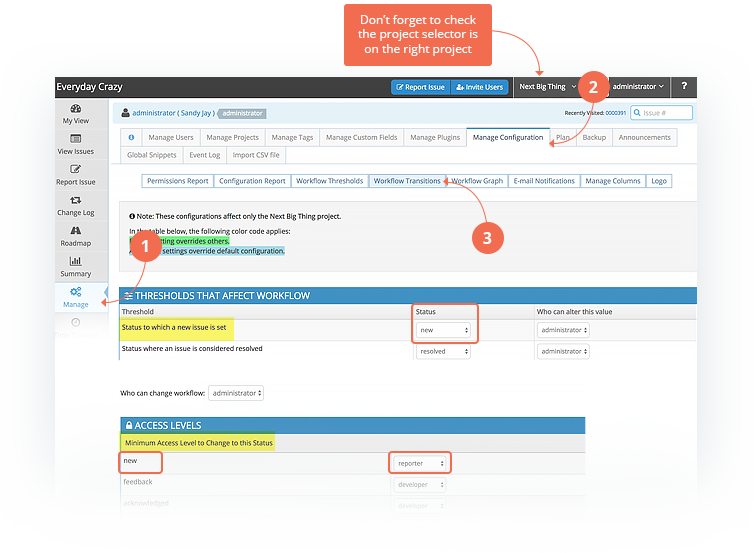 Don't forget to check
the project selector is
on the right project
Everyday Crazy
Report Issue
Invite Users
Next Big Thing
2
administrator
?
My View
View Issues
Report Issue
Change Log
Roadmap
Summary
Manage
administrator ( Sandy Jay )
administrator
Recently Visited: 0000391
Issue #
Manage Users
Manage Projects
Manage Tags
Manage Custom Fields
Manage Plugins
Manage Configuration
Plan
Backup
Announcements
Global Snippets
Event Log
Import CSV file
Permissions Report
Configuration Report
Workflow Thresholds
Workflow Transitions
Workflow Graph
E-mail Notifications
Manage Columns
Logo
Note: These configurations affect only the Next Big Thing project.
In the table below, the following color code applies:
1
3
tting overrides others.
settings override default configuration.
THRESHOLDS THAT AFFECT WORKFLOW
Threshold Status Who can alter this value
Status to which a new issue is set new administrator
Status where an issue is considered resolved resolved administrator
Who can change workflow: administrator
ACCESS LEVELS
Minimum Access Level to Change to this Status
new reporter
feedback developer
acknowledged developer